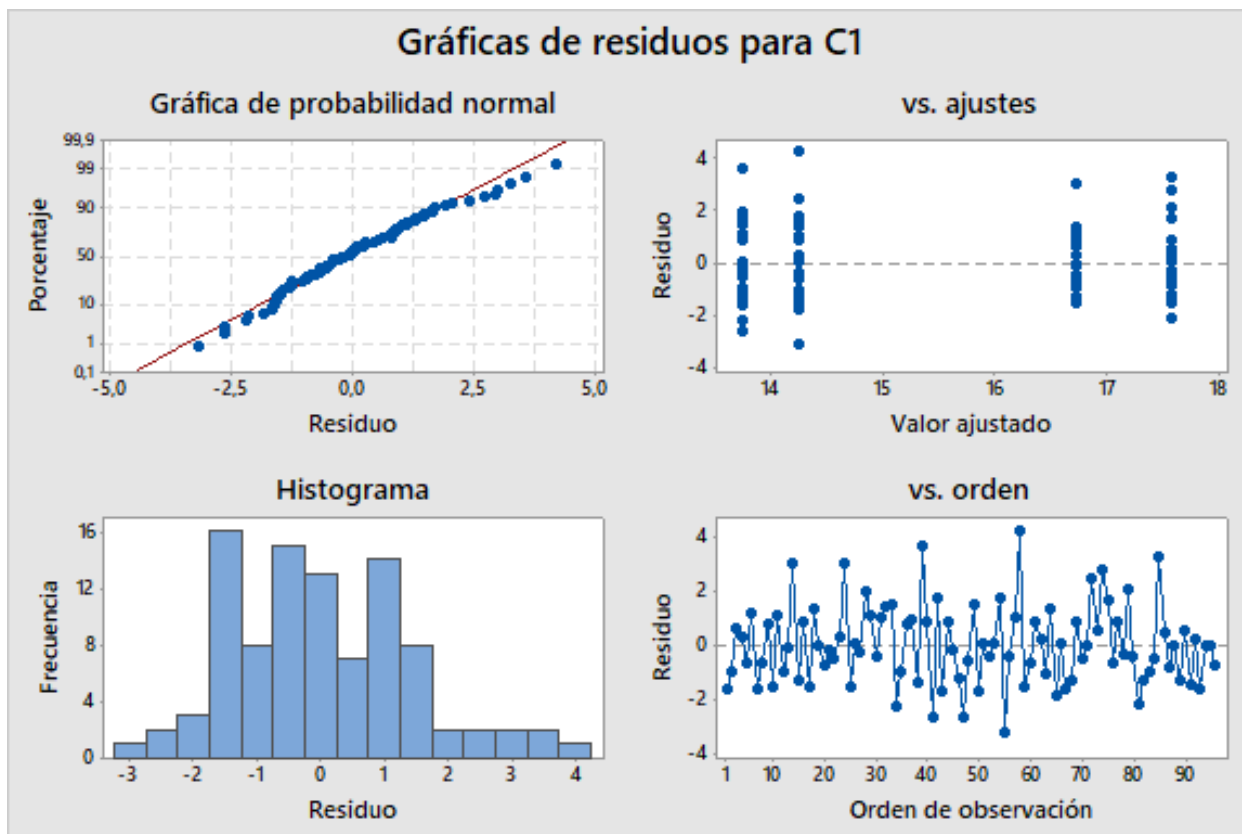 Gráficas de residuos para C1
Gráfica de probabilidad normal
99,9
99
90
50
10
1
0,1
Porcentaje
-5,0 -2,5 0,0 2,5 5,0
Residuo
vs. ajustes
4
2
0
-2
-4
Residuo
14 15 16 17 18
Valor ajustado
Histograma
16
12
8
4
0
Frecuencia
-3 -2 -1 0 1 2 3 4
Residuo
vs. orden
4
2
0
-2
-4
Residuo
1 10 20 30 40 50 60 70 80 90
Orden de observación